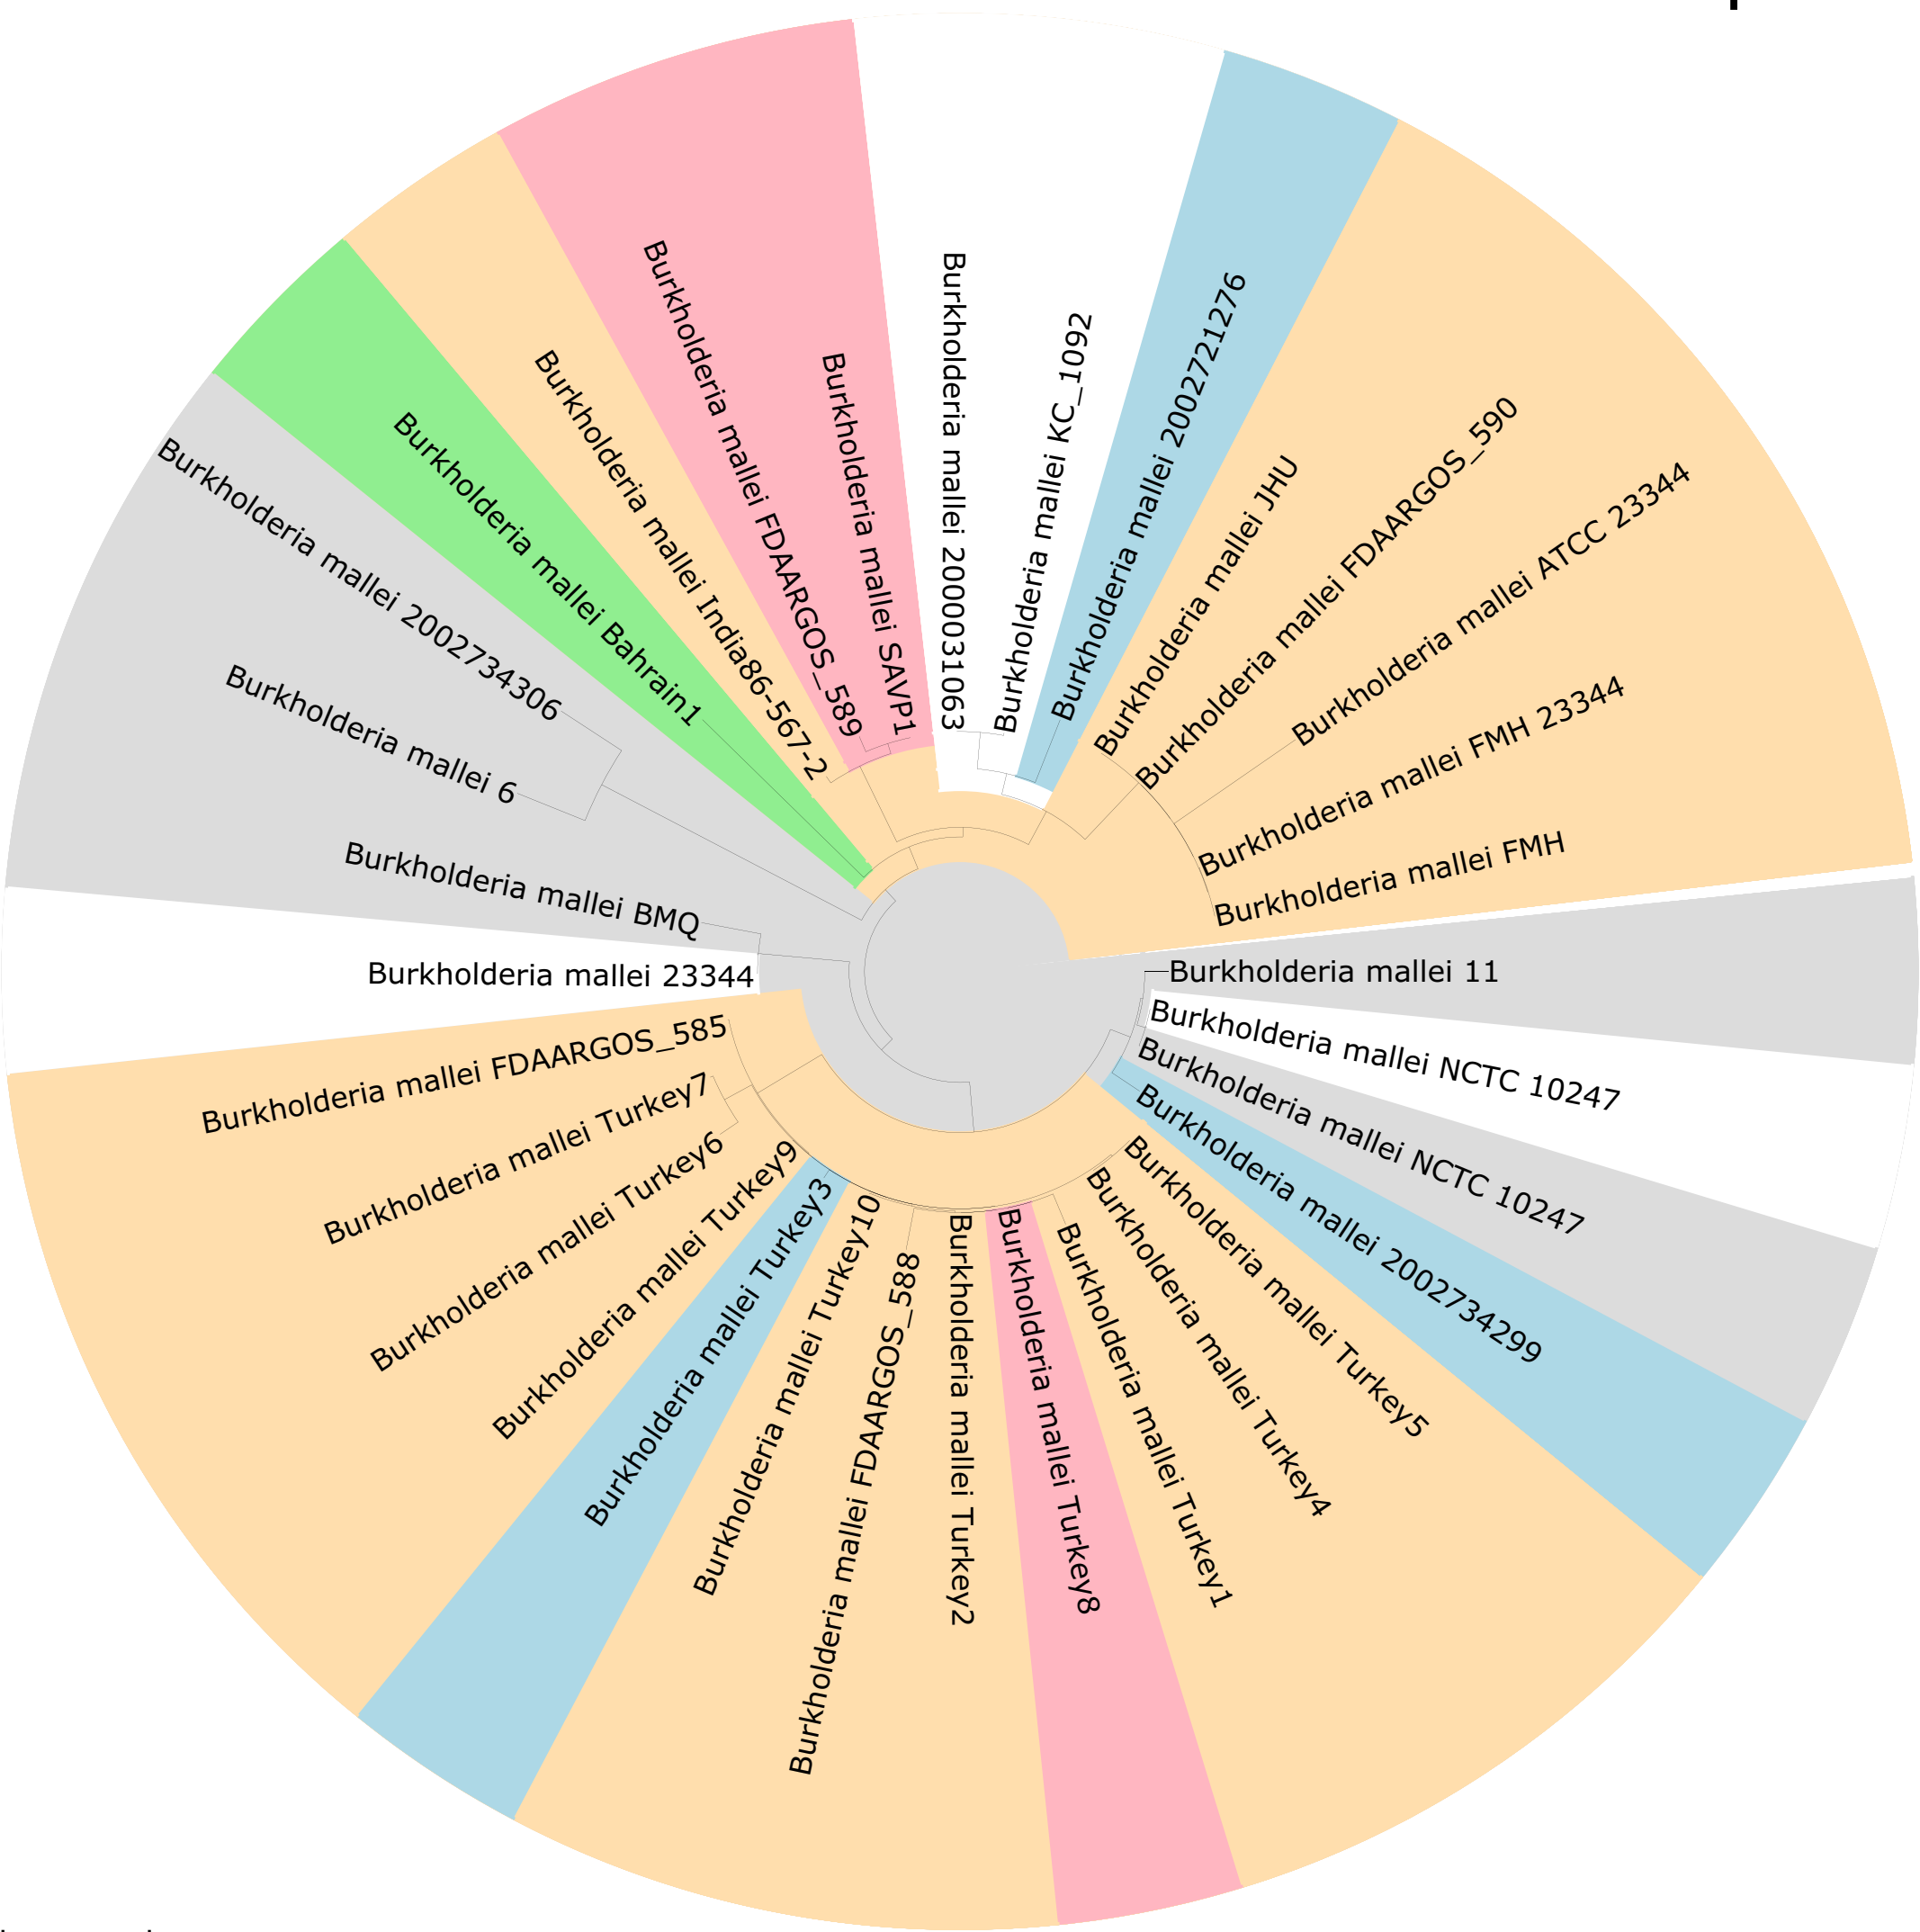 Burkholderia mallei 2000031063
Burkholderia mallei KC_1092
Burkholderia mallei 2002721276
Burkholderia mallei JHU
Burkholderia mallei FDAARGOS_590
Burkholderia mallei ATCC 23344
Burkholderia mallei FMH 23344
Burkholderia mallei FMH
Burkholderia mallei 11
Burkholderia mallei NCTC 10247
Burkholderia mallei NCTC 10247
Burkholderia mallei 2002734299
Burkholderia mallei Turkey5
Burkholderia mallei Turkey4
Burkholderia mallei Turkey1
Burkholderia mallei Turkey8
Burkholderia mallei Turkey2
Burkholderia mallei FDAARGOS_588
Burkholderia mallei Turkey10
Burkholderia mallei Turkey3
Burkholderia mallei Turkey9
Burkholderia mallei Turkey6
Burkholderia mallei Turkey7
Burkholderia mallei FDAARGOS_585
Burkholderia mallei 23344
Burkholderia mallei BMQ
Burkholderia mallei 6
Burkholderia mallei 2002734306
Burkholderia mallei Bahrain1
Burkholderia mallei India86-567-2
Burkholderia mallei FDAARGOS_589
Burkholderia mallei SAVP1